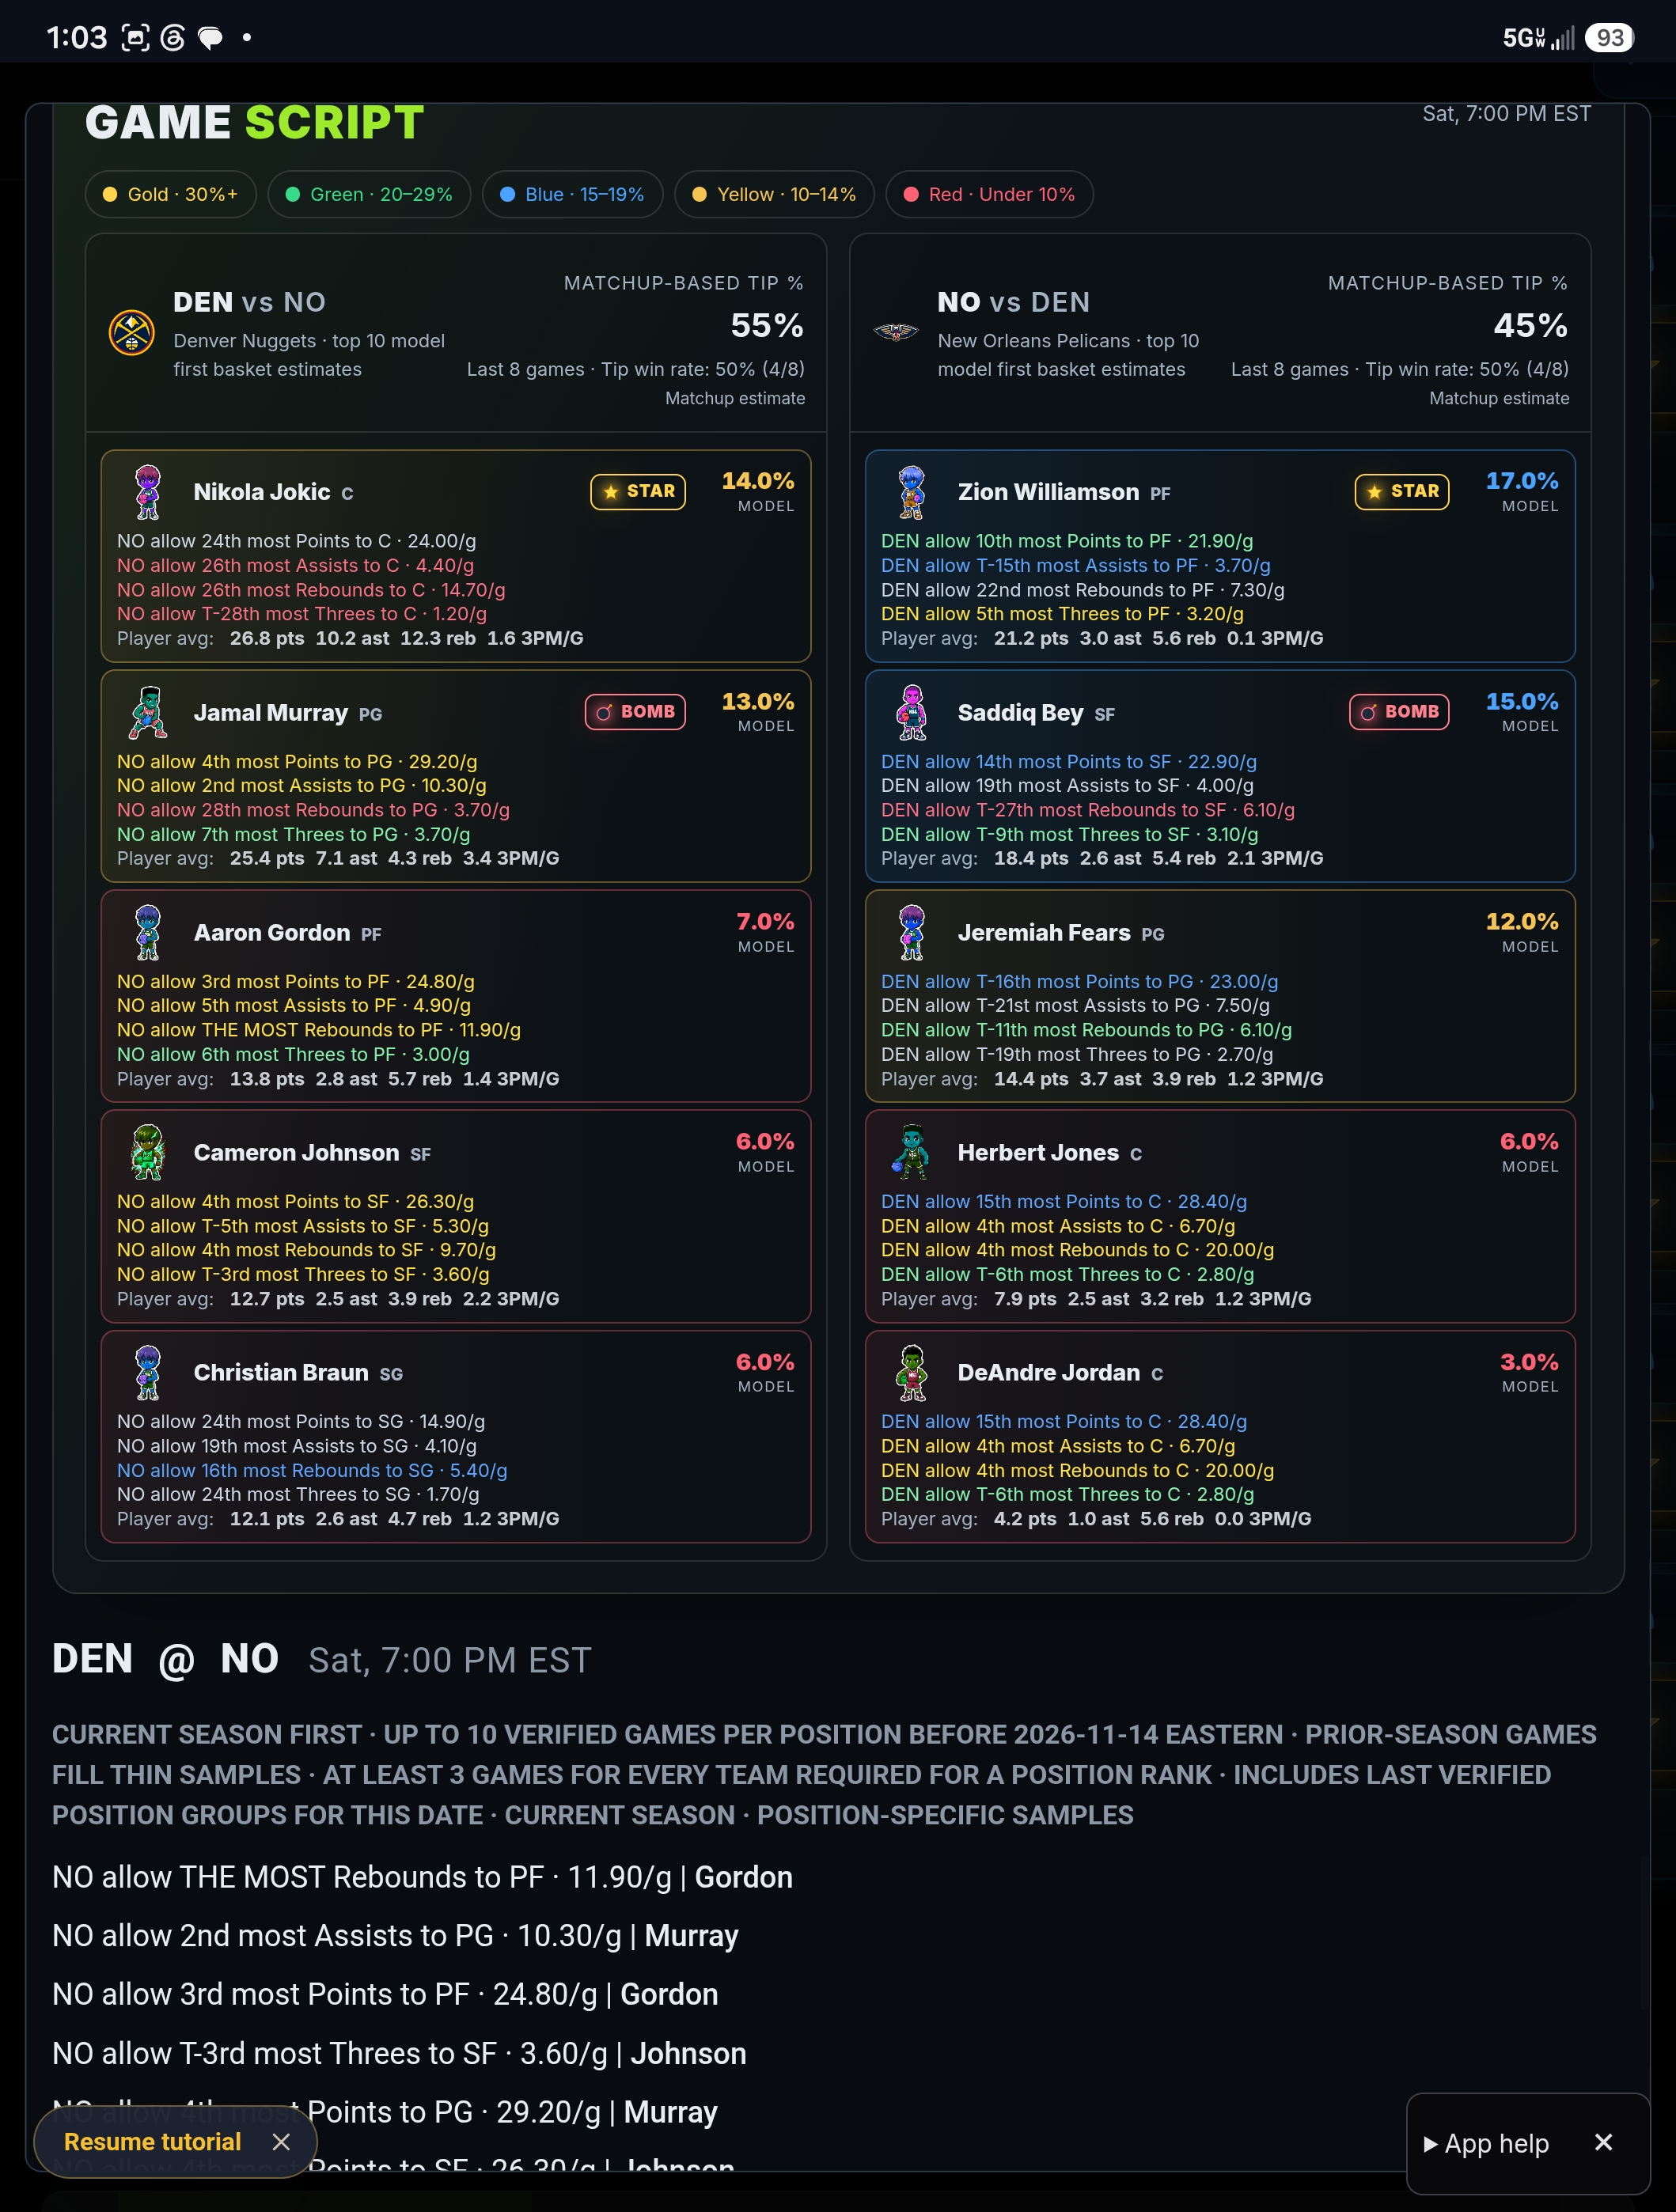 1:03
5G UW
93
GAME SCRIPT
Sat, 7:00 PM EST
Gold · 30%+
Green · 20–29%
Blue · 15–19%
Yellow · 10–14%
Red · Under 10%
DEN vs NO
Denver Nuggets · top 10 model
first basket estimates
MATCHUP-BASED TIP %
55%
Last 8 games · Tip win rate: 50% (4/8)
Matchup estimate
Nikola Jokic C
STAR
14.0%
MODEL
NO allow 24th most Points to C · 24.00/g
NO allow 26th most Assists to C · 4.40/g
NO allow 26th most Rebounds to C · 14.70/g
NO allow T-28th most Threes to C · 1.20/g
Player avg: 26.8 pts 10.2 ast 12.3 reb 1.6 3PM/G
Jamal Murray PG
BOMB
13.0%
MODEL
NO allow 4th most Points to PG · 29.20/g
NO allow 2nd most Assists to PG · 10.30/g
NO allow 28th most Rebounds to PG · 3.70/g
NO allow 7th most Threes to PG · 3.70/g
Player avg: 25.4 pts 7.1 ast 4.3 reb 3.4 3PM/G
Aaron Gordon PF
7.0%
MODEL
NO allow 3rd most Points to PF · 24.80/g
NO allow 5th most Assists to PF · 4.90/g
NO allow THE MOST Rebounds to PF · 11.90/g
NO allow 6th most Threes to PF · 3.00/g
Player avg: 13.8 pts 2.8 ast 5.7 reb 1.4 3PM/G
Cameron Johnson SF
6.0%
MODEL
NO allow 4th most Points to SF · 26.30/g
NO allow T-5th most Assists to SF · 5.30/g
NO allow 4th most Rebounds to SF · 9.70/g
NO allow T-3rd most Threes to SF · 3.60/g
Player avg: 12.7 pts 2.5 ast 3.9 reb 2.2 3PM/G
Christian Braun SG
6.0%
MODEL
NO allow 24th most Points to SG · 14.90/g
NO allow 19th most Assists to SG · 4.10/g
NO allow 16th most Rebounds to SG · 5.40/g
NO allow 24th most Threes to SG · 1.70/g
Player avg: 12.1 pts 2.6 ast 4.7 reb 1.2 3PM/G
NO vs DEN
New Orleans Pelicans · top 10
model first basket estimates
MATCHUP-BASED TIP %
45%
Last 8 games · Tip win rate: 50% (4/8)
Matchup estimate
Zion Williamson PF
STAR
17.0%
MODEL
DEN allow 10th most Points to PF · 21.90/g
DEN allow T-15th most Assists to PF · 3.70/g
DEN allow 22nd most Rebounds to PF · 7.30/g
DEN allow 5th most Threes to PF · 3.20/g
Player avg: 21.2 pts 3.0 ast 5.6 reb 0.1 3PM/G
Saddiq Bey SF
BOMB
15.0%
MODEL
DEN allow 14th most Points to SF · 22.90/g
DEN allow 19th most Assists to SF · 4.00/g
DEN allow T-27th most Rebounds to SF · 6.10/g
DEN allow T-9th most Threes to SF · 3.10/g
Player avg: 18.4 pts 2.6 ast 5.4 reb 2.1 3PM/G
Jeremiah Fears PG
12.0%
MODEL
DEN allow T-16th most Points to PG · 23.00/g
DEN allow T-21st most Assists to PG · 7.50/g
DEN allow T-11th most Rebounds to PG · 6.10/g
DEN allow T-19th most Threes to PG · 2.70/g
Player avg: 14.4 pts 3.7 ast 3.9 reb 1.2 3PM/G
Herbert Jones C
6.0%
MODEL
DEN allow 15th most Points to C · 28.40/g
DEN allow 4th most Assists to C · 6.70/g
DEN allow 4th most Rebounds to C · 20.00/g
DEN allow T-6th most Threes to C · 2.80/g
Player avg: 7.9 pts 2.5 ast 3.2 reb 1.2 3PM/G
DeAndre Jordan C
3.0%
MODEL
DEN allow 15th most Points to C · 28.40/g
DEN allow 4th most Assists to C · 6.70/g
DEN allow 4th most Rebounds to C · 20.00/g
DEN allow T-6th most Threes to C · 2.80/g
Player avg: 4.2 pts 1.0 ast 5.6 reb 0.0 3PM/G
DEN @ NO Sat, 7:00 PM EST
CURRENT SEASON FIRST · UP TO 10 VERIFIED GAMES PER POSITION BEFORE 2026-11-14 EASTERN · PRIOR-SEASON GAMES
FILL THIN SAMPLES · AT LEAST 3 GAMES FOR EVERY TEAM REQUIRED FOR A POSITION RANK · INCLUDES LAST VERIFIED
POSITION GROUPS FOR THIS DATE · CURRENT SEASON · POSITION-SPECIFIC SAMPLES
NO allow THE MOST Rebounds to PF · 11.90/g | Gordon
NO allow 2nd most Assists to PG · 10.30/g | Murray
NO allow 3rd most Points to PF · 24.80/g | Gordon
NO allow T-3rd most Threes to SF · 3.60/g | Johnson
NO allow 4th most Points to PG · 29.20/g | Murray
NO allow 4th most Points to SF · 26.30/g | Johnson
Resume tutorial
App help